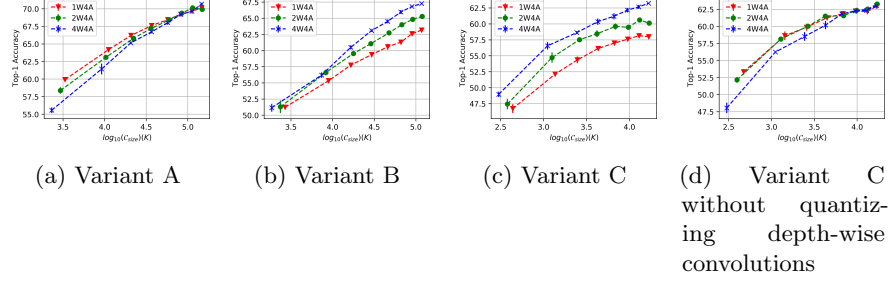 70.0
67.5
65.0
62.5
60.0
57.5
55.0
Top-1 Accuracy
1W4A
2W4A
4W4A
3.5 4.0 4.5 5.0
log10(Csize)(K)
67.5
65.0
62.5
60.0
57.5
55.0
52.5
50.0
Top-1 Accuracy
1W4A
2W4A
4W4A
3.5 4.0 4.5 5.0
log10(Csize)(K)
62.5
60.0
57.5
55.0
52.5
50.0
47.5
Top-1 Accuracy
1W4A
2W4A
4W4A
2.5 3.0 3.5 4.0
log10(Csize)(K)
62.5
60.0
57.5
55.0
52.5
50.0
47.5
Top-1 Accuracy
1W4A
2W4A
4W4A
2.5 3.0 3.5 4.0
log10(Csize)(K)
(a) Variant A
(b) Variant B
(c) Variant C
(d) Variant C
without quantiz-
ing depth-wise
convolutions